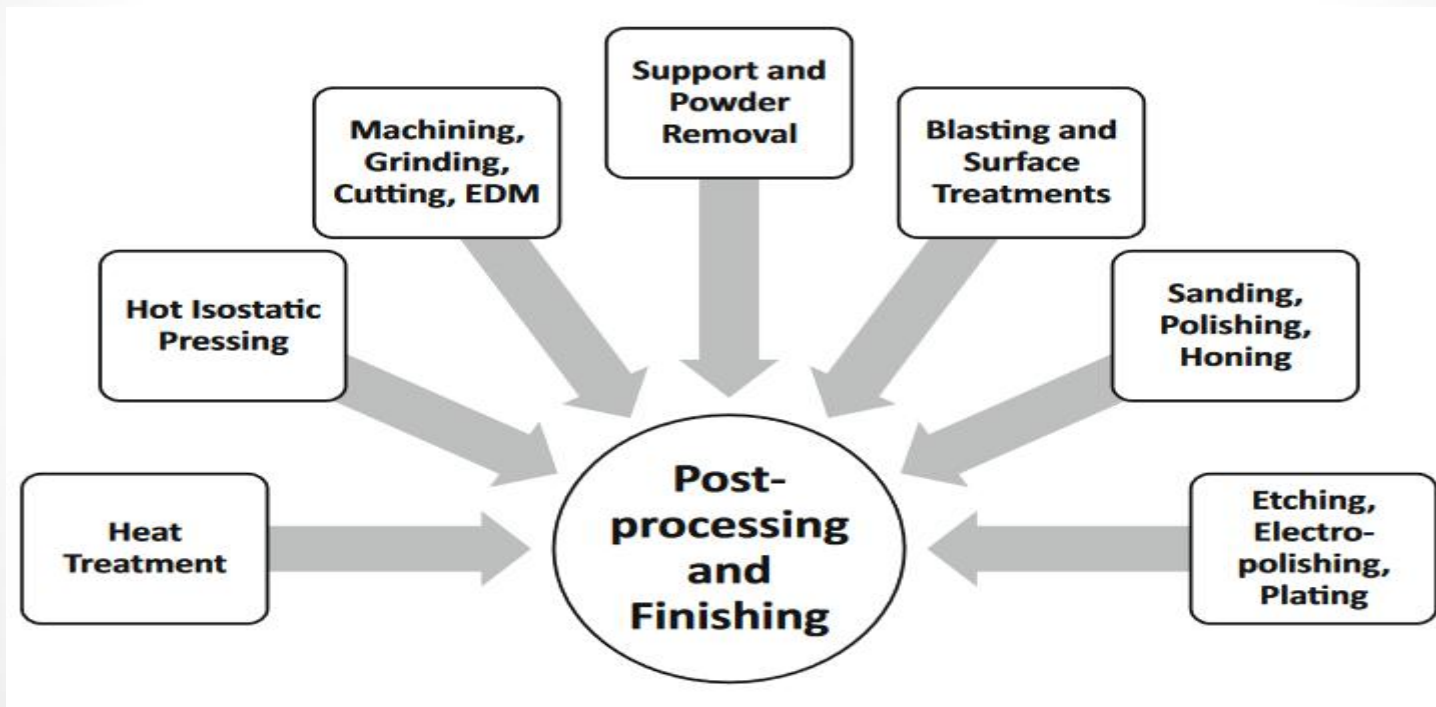 Support and
Powder
Removal
Machining,
Grinding,
Cutting, EDM
Blasting and
Surface
Treatments
Hot Isostatic
Pressing
Sanding,
Polishing,
Honing
Heat
Treatment
Post-
processing
and
Finishing
Etching,
Electro-
polishing,
Plating